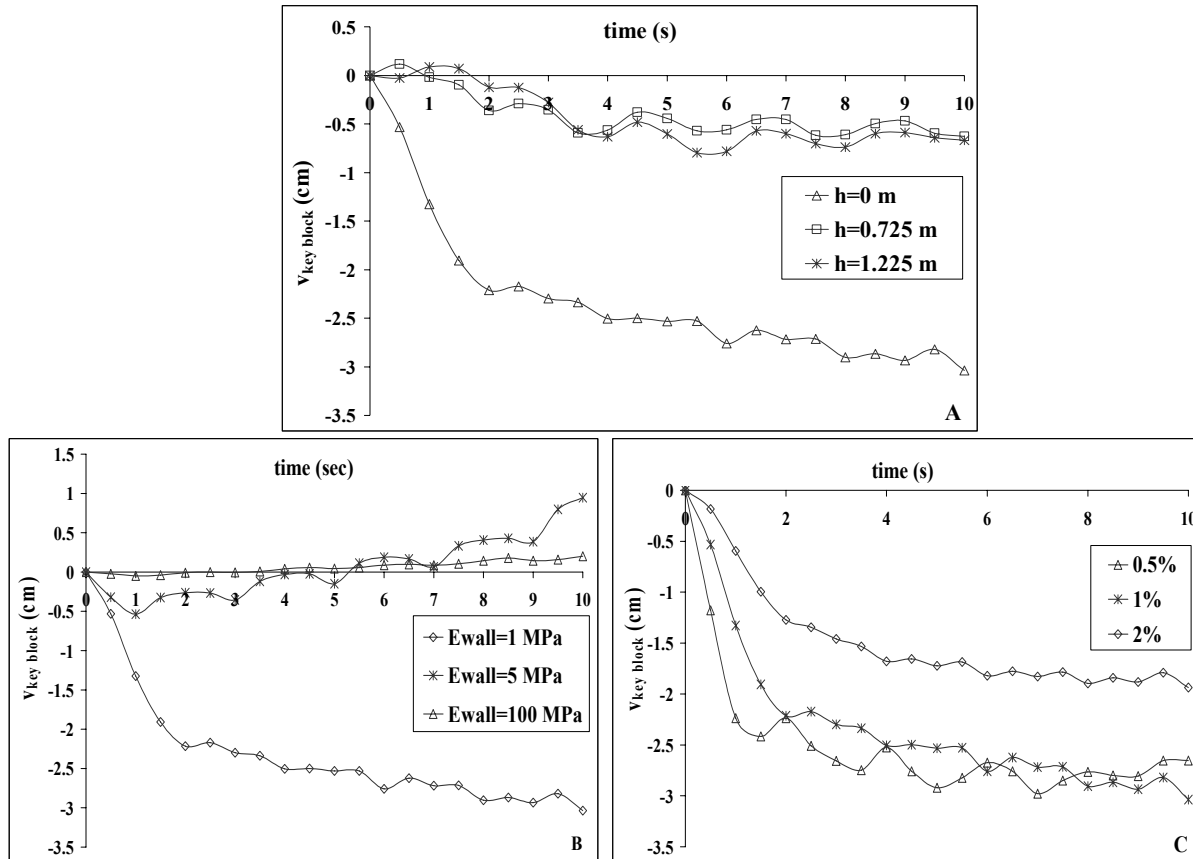 time (s)
0.5
0
-0.5
-1
-1.5
-2
-2.5
-3
-3.5
0 1 2 3 4 5 6 7 8 9 10
v key block (cm)
h=0 m
h=0.725 m
h=1.225 m
A
time (sec)
1.5
1
0.5
0
-0.5
-1
-1.5
-2
-2.5
-3
-3.5
0 1 2 3 4 5 6 7 8 9 10
v key block (cm)
Ewall=1 MPa
Ewall=5 MPa
Ewall=100 MPa
B
time (s)
0
-0.5
-1
-1.5
-2
-2.5
-3
-3.5
0 2 4 6 8 10
v key block (cm)
0.5%
1%
2%
C